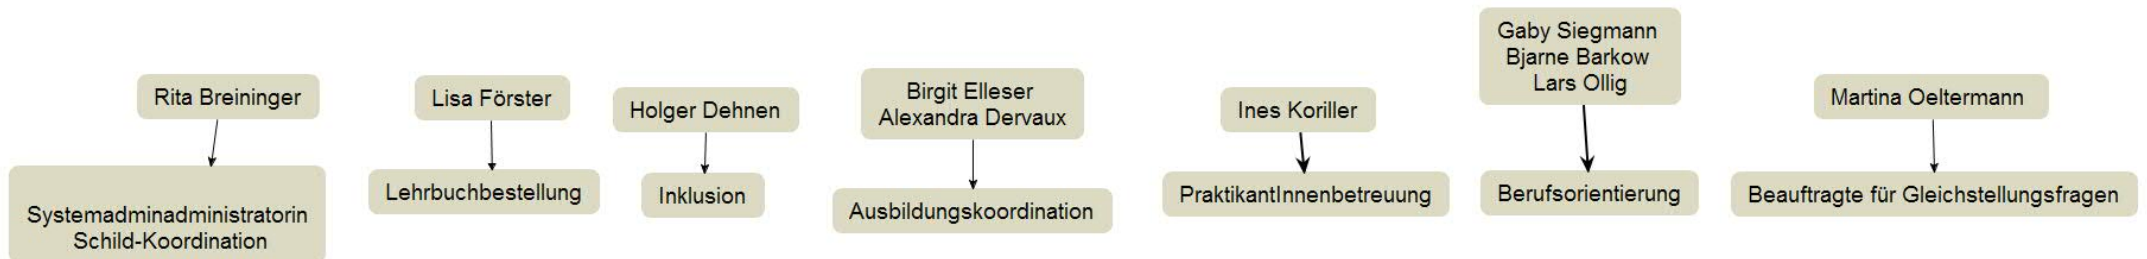 Rita Breininger
Systemadminadministratorin
Schild-Koordination
Lisa Förster
Lehrbuchbestellung
Holger Dehnen
Inklusion
Birgit Elleser
Alexandra Dervaux
Ausbildungskoordination
Ines Koriller
PraktikantInnenbetreuung
Gaby Siegmann
Bjarne Barkow
Lars Ollig
Berufsorientierung
Martina Oeltermann
Beauftragte für Gleichstellungsfragen